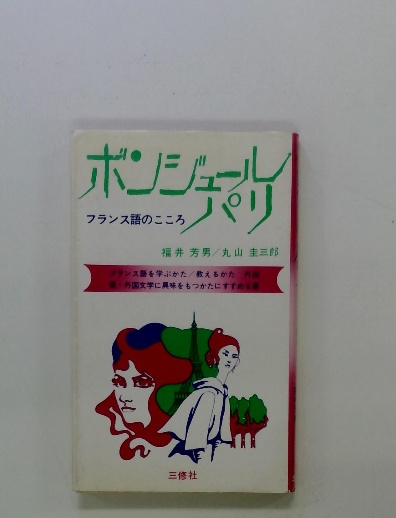 ボンジュール
パリ
フランス語のこころ
福井 芳男／丸山 圭三郎
フランス語を学ぶかた／教えるかた 外国
語・外国文学に興味をもつかたにすすめる
三修社